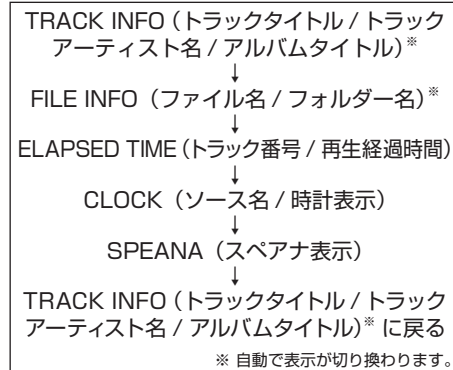 TRACK INFO（トラックタイトル / トラック
アーティスト名 / アルバムタイトル）※
↓
FILE INFO（ファイル名 / フォルダー名）※
↓
ELAPSED TIME（トラック番号 / 再生経過時間）
↓
CLOCK（ソース名 / 時計表示）
↓
SPEANA（スペアナ表示）
↓
TRACK INFO（トラックタイトル / トラック
アーティスト名 / アルバムタイトル）※ に戻る
※ 自動で表示が切り換わります。